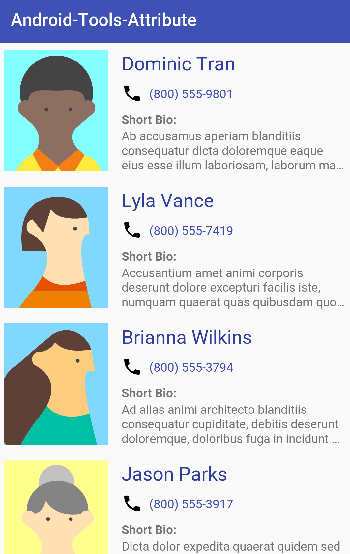 Android-Tools-Attribute
Dominic Tran
(800) 555-9801
Short Bio:
Ab accusamus aperiam blanditiis
consequatur dicta doloremque eaque
eius esse illum laboriosam, laborum ma...
Lyla Vance
(800) 555-7419
Short Bio:
Accusantium amet animi corporis
deserunt dolore excepturi facilis iste,
numquam quaerat quas quibusdam quo...
Brianna Wilkins
(800) 555-3794
Short Bio:
Ad alias animi architecto blanditiis
consequatur cupiditate, debitis deserunt
doloremque, doloribus fuga in incidunt ...
Jason Parks
(800) 555-3917
Short Bio:
Dicta dolor expedita quaerat quidem sed